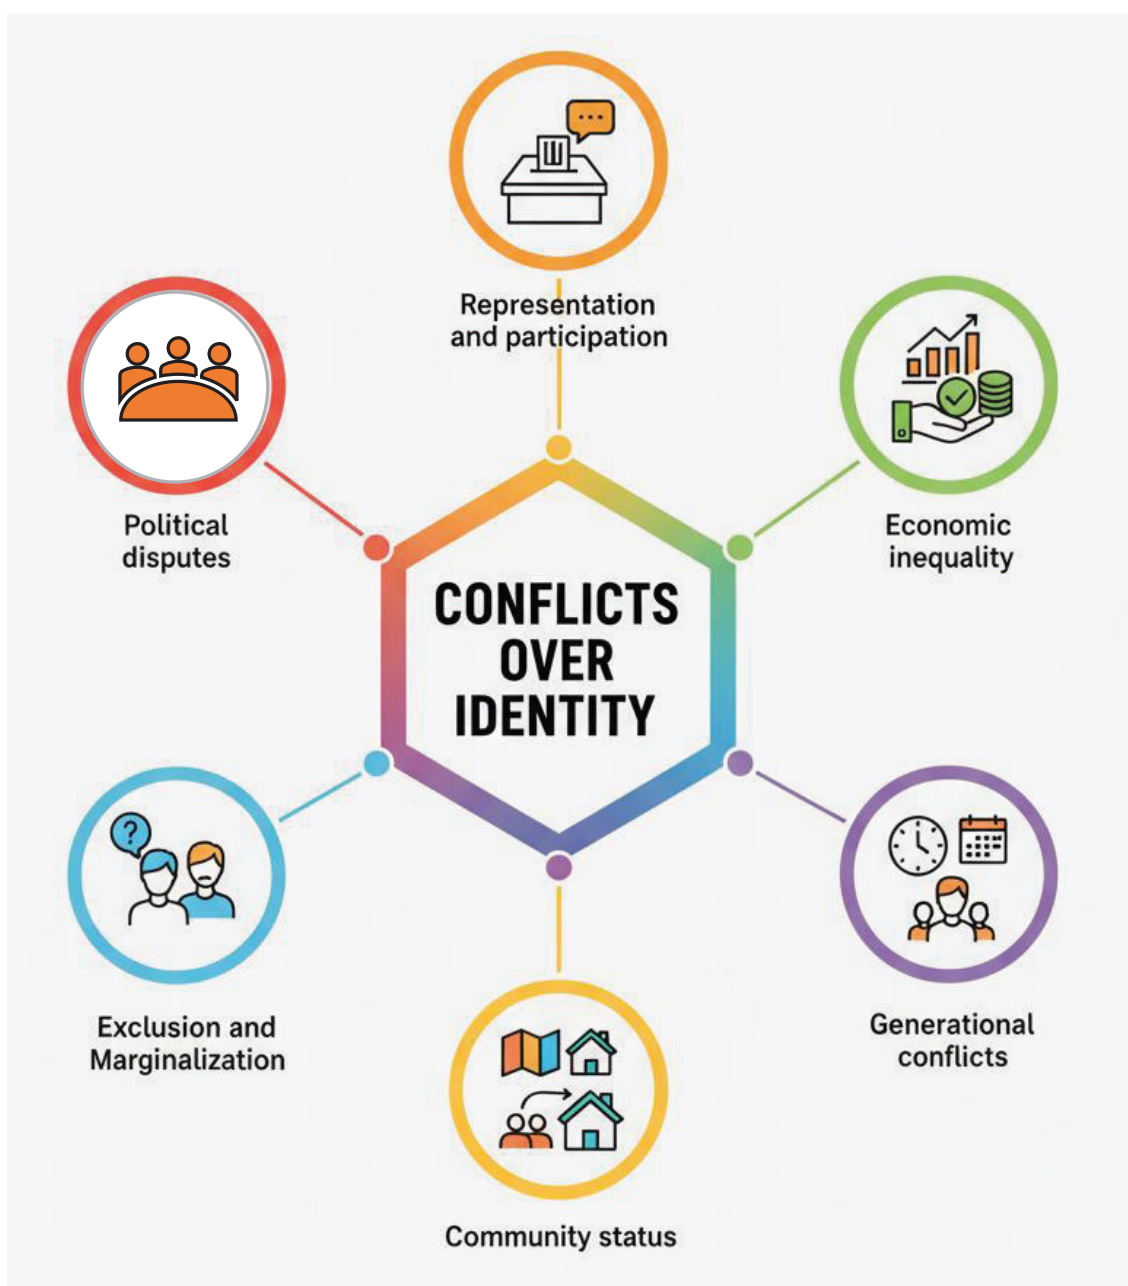 Representation
and participation
Political
disputes
Economic
inequality
CONFLICTS
OVER
IDENTITY
?
Exclusion and
Marginalization
Generational
conflicts
Community status